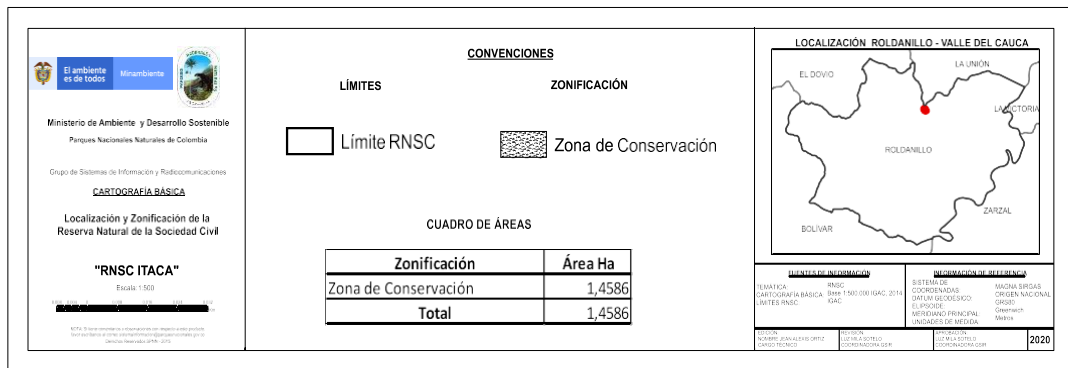 El ambiente
es de todos
Minambiente
Ministerio de Ambiente y Desarrollo Sostenible
Parques Nacionales Naturales de Colombia
Grupo de Sistemas de Información y Radiocomunicaciones
CARTOGRAFÍA BÁSICA
Localización y Zonificación de la
Reserva Natural de la Sociedad Civil
"RNSC ITACA"
Escala: 1:500
CONVENCIONES
LÍMITES
ZONIFICACIÓN
Límite RNSC
Zona de Conservación
CUADRO DE ÁREAS
Zonificación Área Ha
Zona de Conservación 1,4586
Total 1,4586
LOCALIZACIÓN ROLDANILLO - VALLE DEL CAUCA
LA UNIÓN
EL DOVIO
LA VICTORIA
ROLDANILLO
ZARZAL
BOLÍVAR
FUENTES DE INFORMACIÓN
TEMÁTICA: RNSC
CARTOGRAFÍA BÁSICA: Base 1:500.000 IGAC, 2014
LÍMITES RNSC: IGAC
INFORMACIÓN DE REFERENCIA
SISTEMA DE
COORDENADAS: MAGNA SIRGAS
ORIGEN NACIONAL
DATUM GEODÉSICO:
ELIPSOIDE: GRS80
MERIDIANO PRINCIPAL: Greenwich
UNIDADES DE MEDIDA: Metros
EDICIÓN
NOMBRE JEAN ALEXIS ORTIZ
CARGO TÉCNICO
REVISIÓN
LUZ MILA SOTELO
COORDINADORA GSIR
APROBACIÓN
LUZ MILA SOTELO
COORDINADORA GSIR
2020